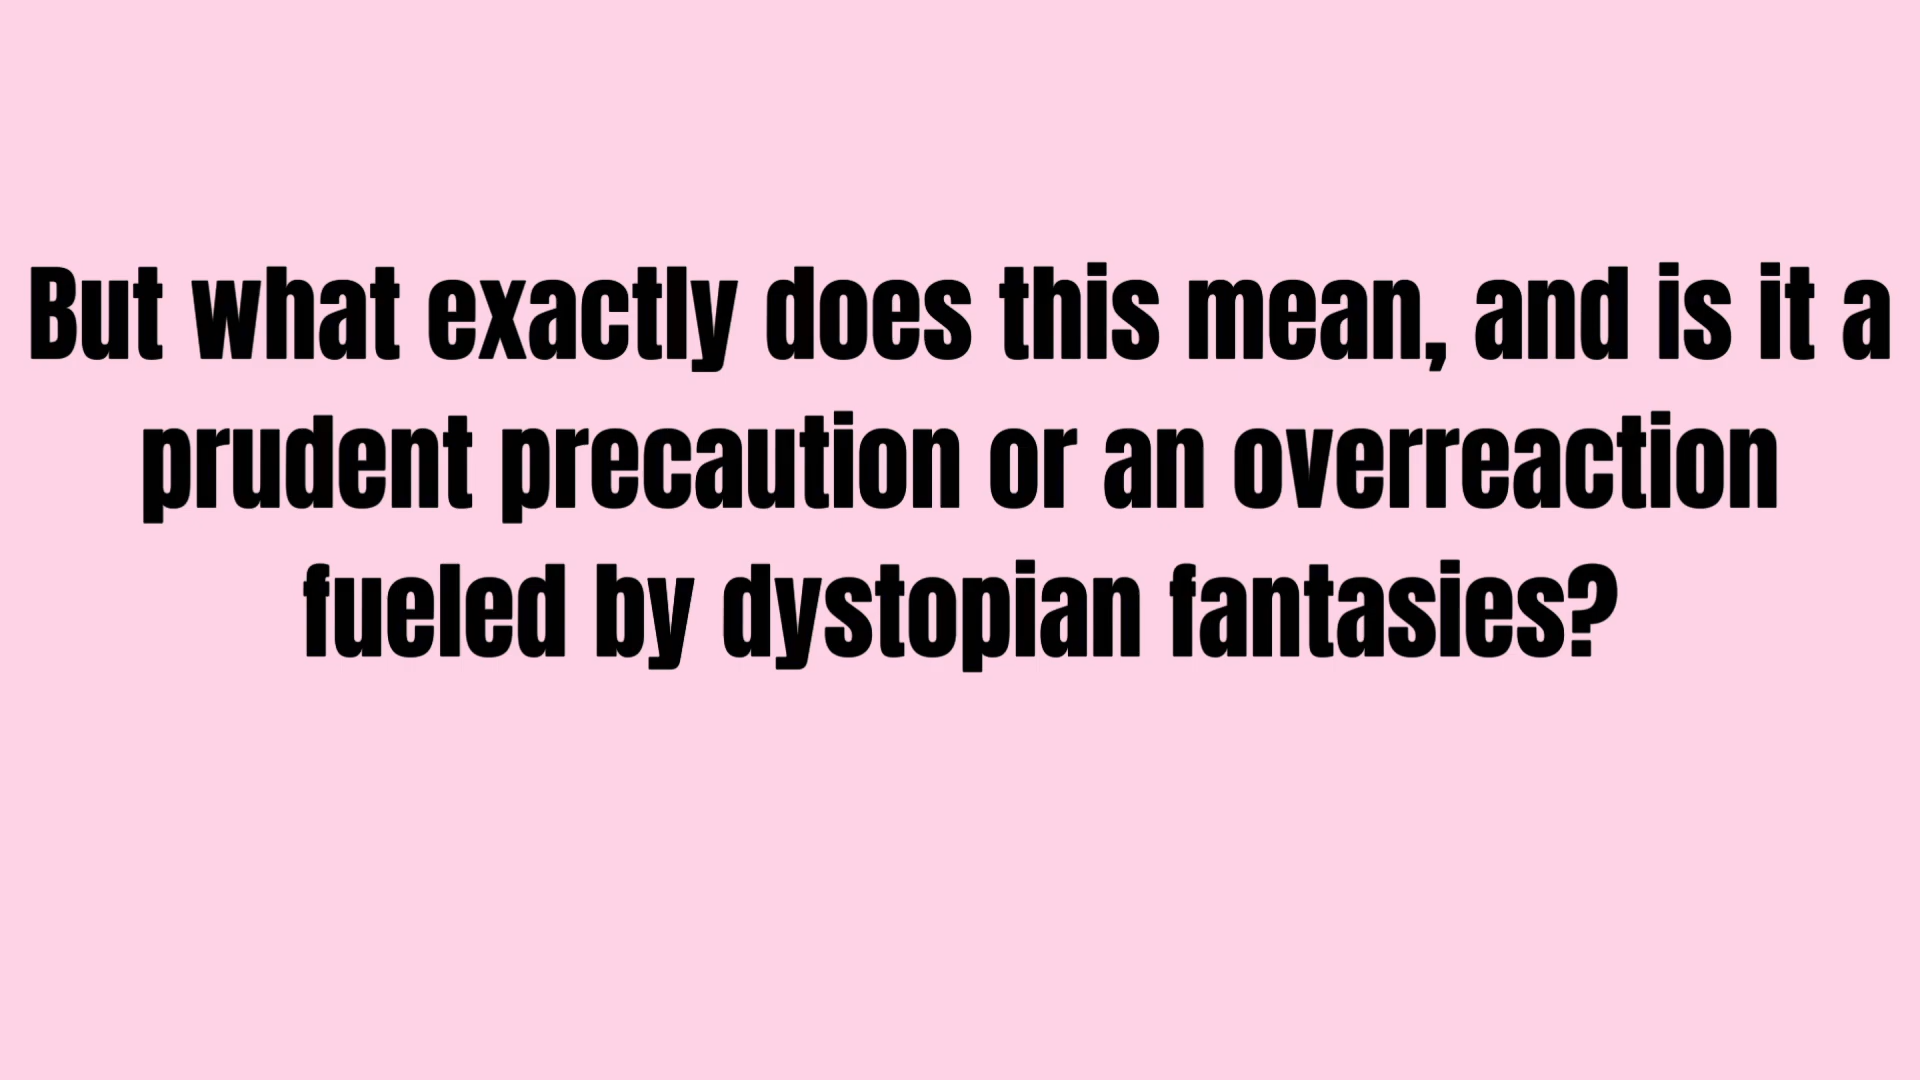 But what exactly does this mean, and is it a
prudent precaution or an overreaction
fueled by dystopian fantasies?